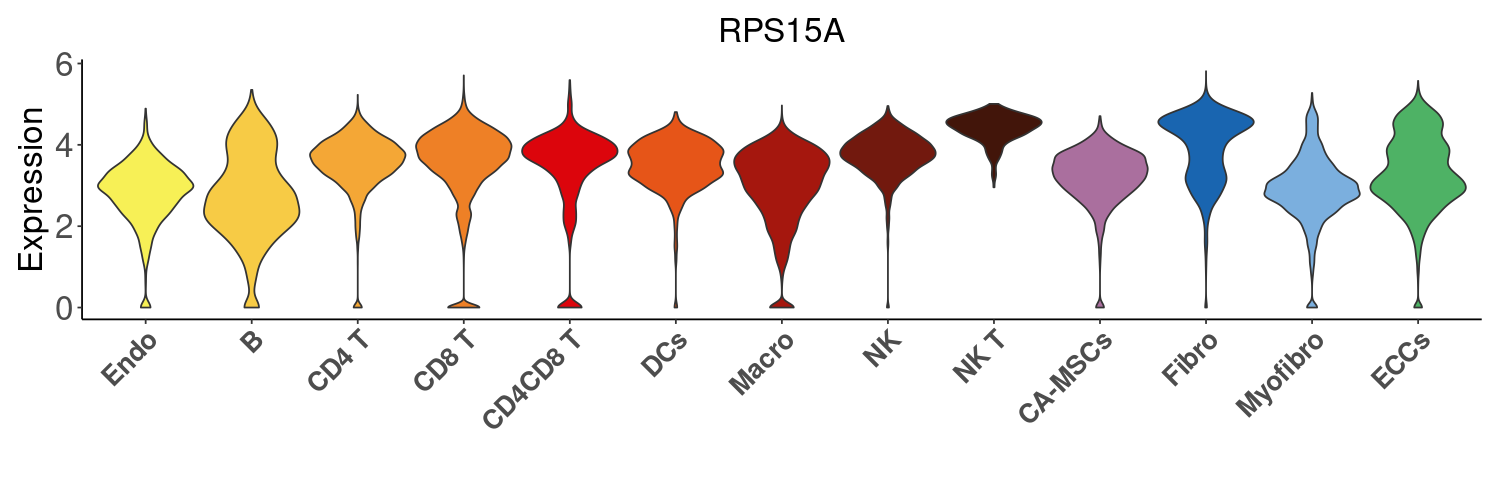 RPS15A
Expression
6
4
2
0
Endo
B
CD4 T
CD8 T
CD4CD8 T
DCs
Macro
NK
NK T
CA-MSCs
Fibro
Myofibro
ECCs